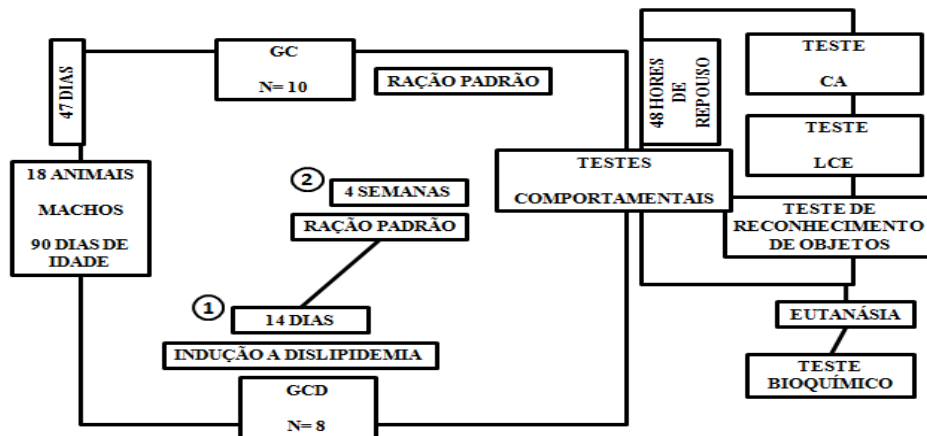 47 DIAS
GC
N= 10
RAÇÃO PADRÃO
48 HORES
DE
REPOUSO
TESTE
CA
TESTE
LCE
18 ANIMAIS
MACHOS
90 DIAS DE
IDADE
2
4 SEMANAS
RAÇÃO PADRÃO
TESTES
COMPORTAMENTAIS
TESTE DE
RECONHECIMENTO
DE OBJETOS
1
14 DIAS
INDUÇÃO A DISLIPIDEMIA
GCD
N= 8
EUTANÁSIA
TESTE
BIOQUÍMICO